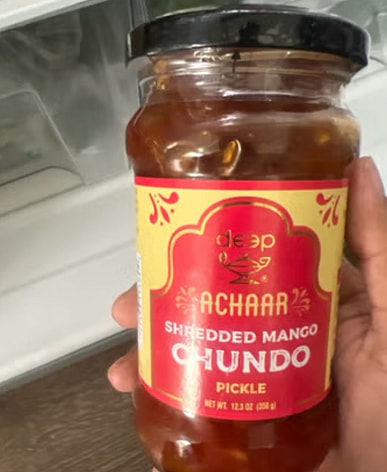 deep
ACHAAR
SHREDDED MANGO
CHUNDO
PICKLE
NET WT. 12.3 OZ (350 g)